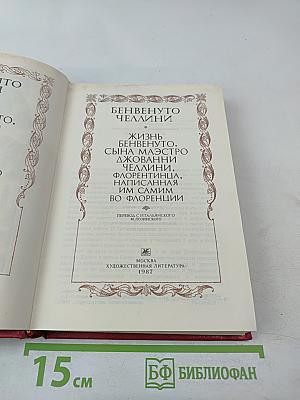 БЕНВЕНУТО
ЧЕЛЛИНИ
ЖИЗНЬ
БЕНВЕНУТО,
СЫНА МАЭСТРО
ДЖОВАННИ
ЧЕЛЛИНИ,
ФЛОРЕНТИНЦА,
НАПИСАННАЯ
ИМ САМИМ
ВО ФЛОРЕНЦИИ
ПЕРЕВОД С ИТАЛЬЯНСКОГО
М. ЛОЗИНСКОГО
МОСКВА
ХУДОЖЕСТВЕННАЯ ЛИТЕРАТУРА
1987
15 см
БФ БИБЛИОФАН